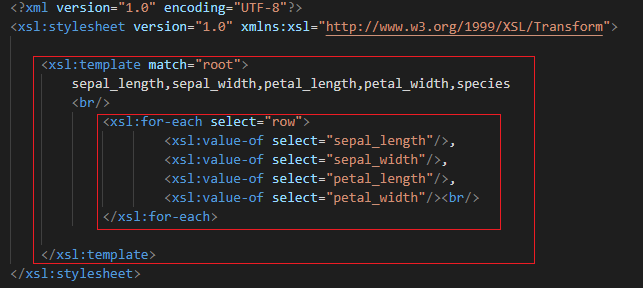 <?xml version="1.0" encoding="UTF-8"?>
<xsl:stylesheet version="1.0" xmlns:xsl="http://www.w3.org/1999/XSL/Transform">
<xsl:template match="root">
sepal_length,sepal_width,petal_length,petal_width,species
<br/>
<xsl:for-each select="row">
<xsl:value-of select="sepal_length"/>,
<xsl:value-of select="sepal_width"/>,
<xsl:value-of select="petal_length"/>,
<xsl:value-of select="petal_width"/><br/>
</xsl:for-each>
</xsl:template>
</xsl:stylesheet>